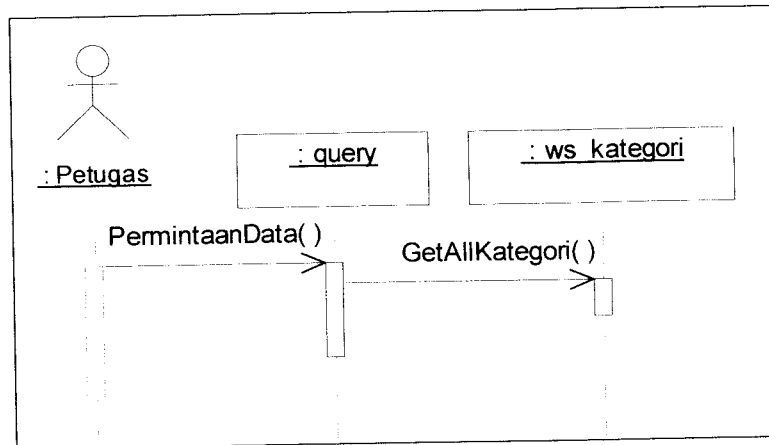 : Petugas
: query
: ws_kategori
PermintaanData( )
GetAllKategori( )